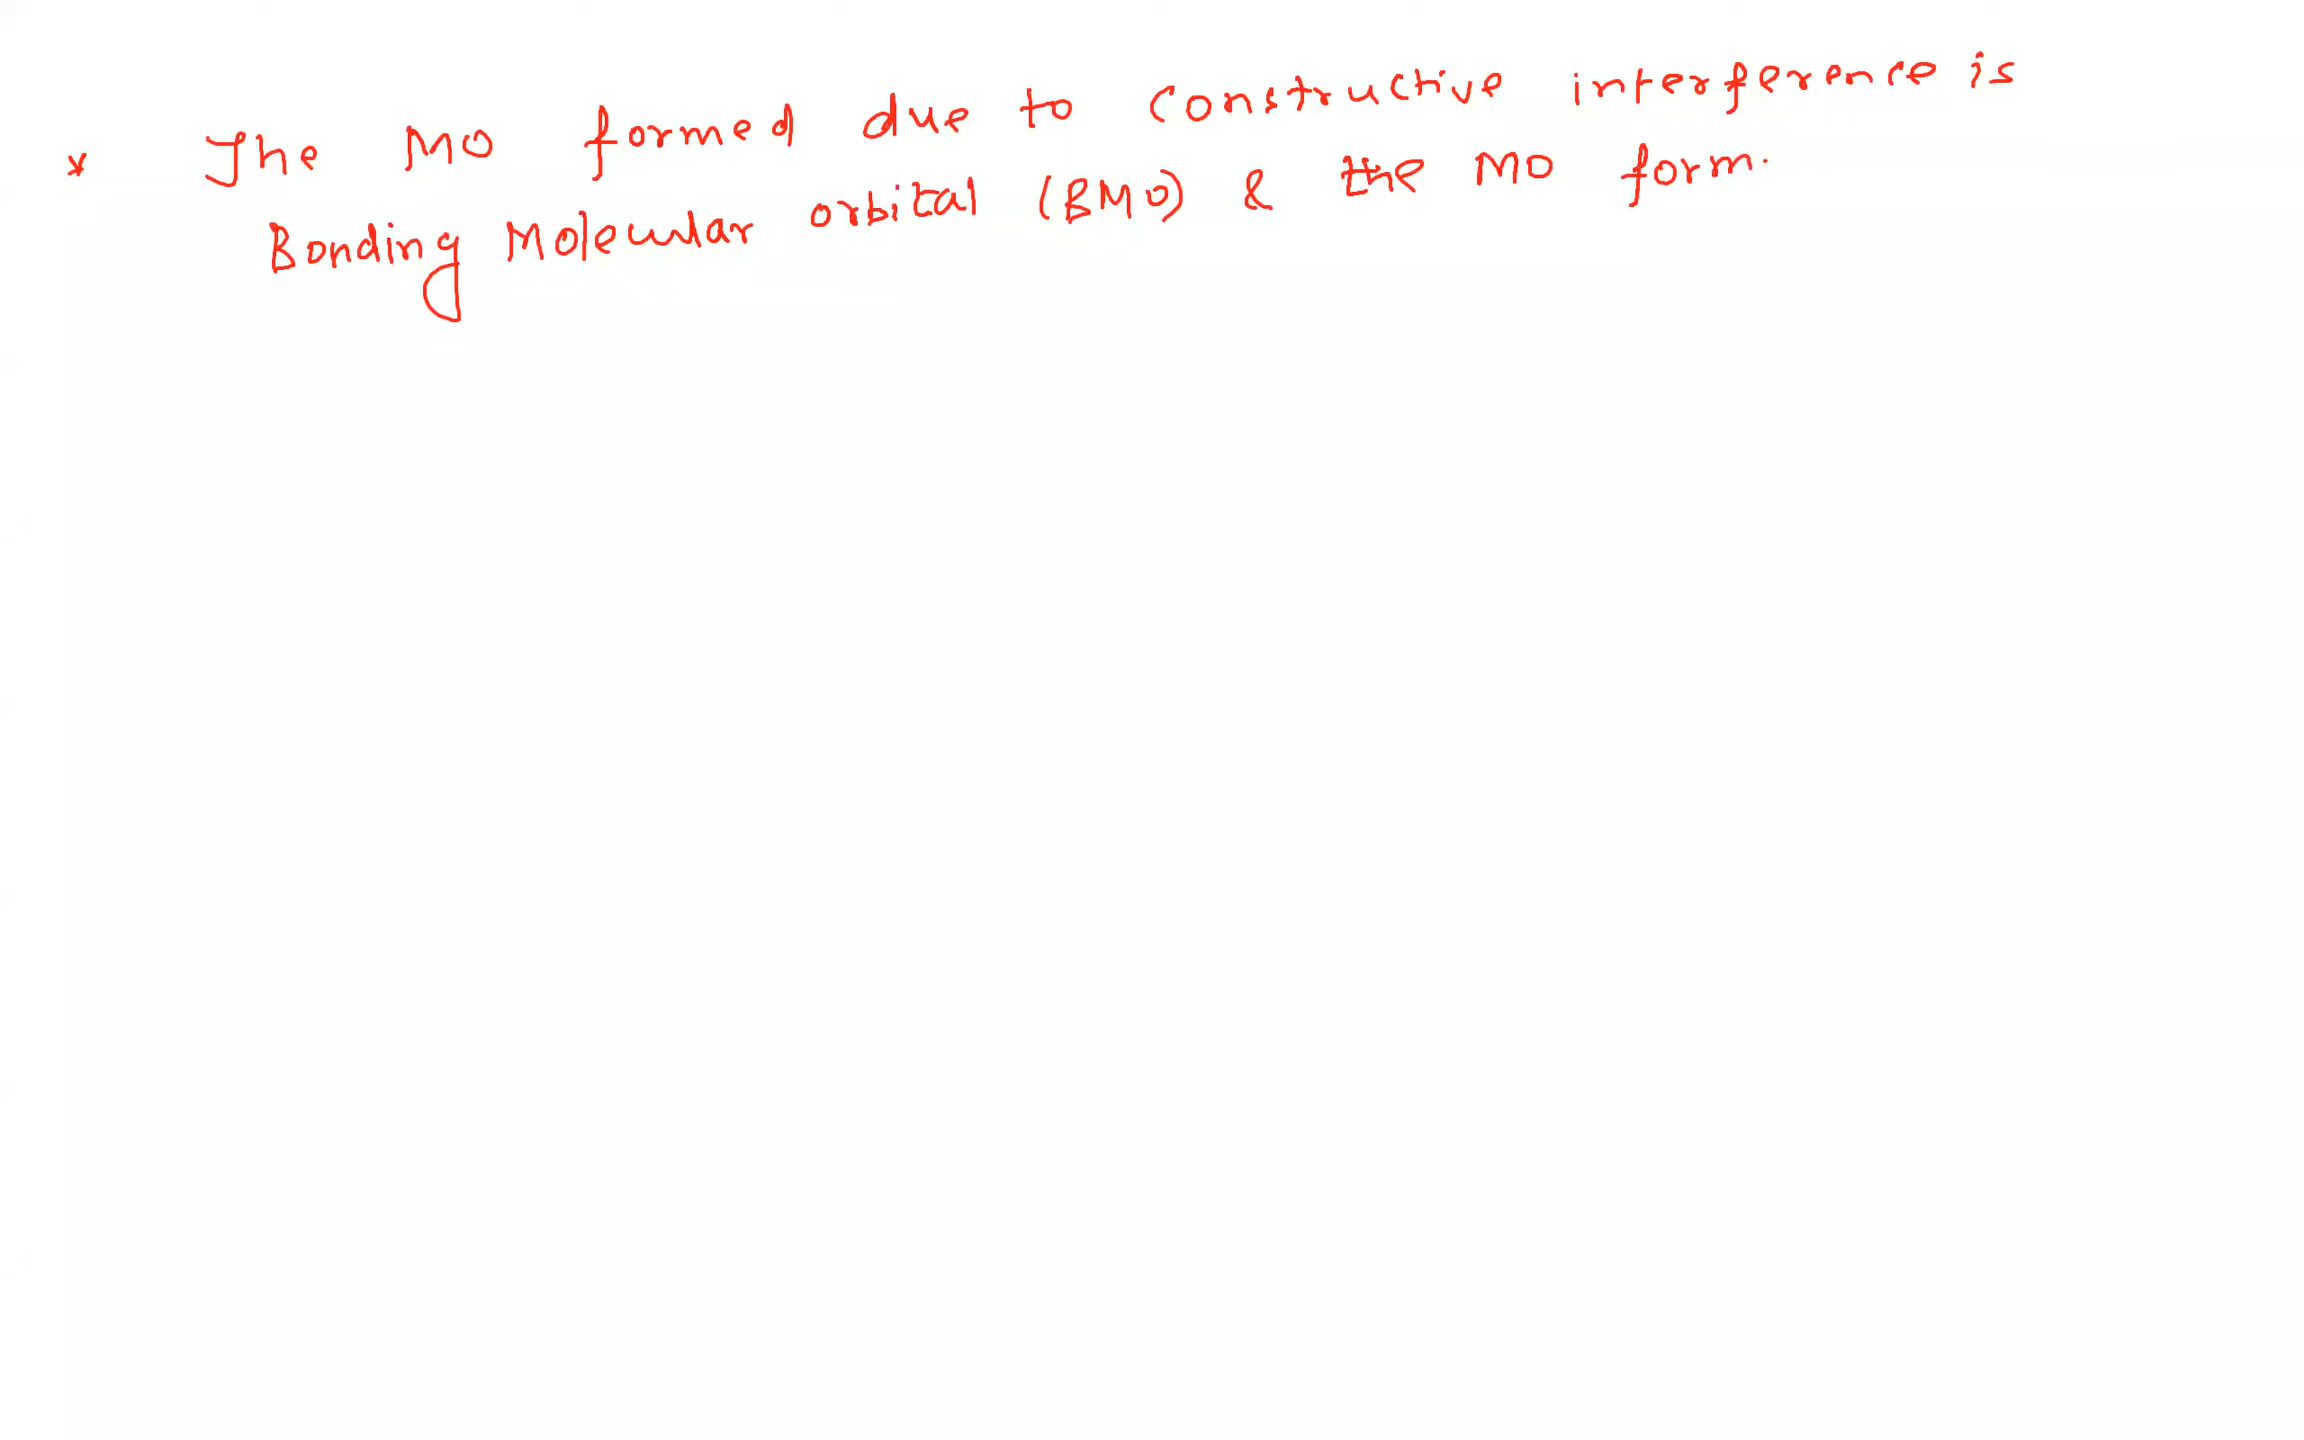 * The MO formed due to constructive interference is
Bonding Molecular orbital (BMO) & the MO form.